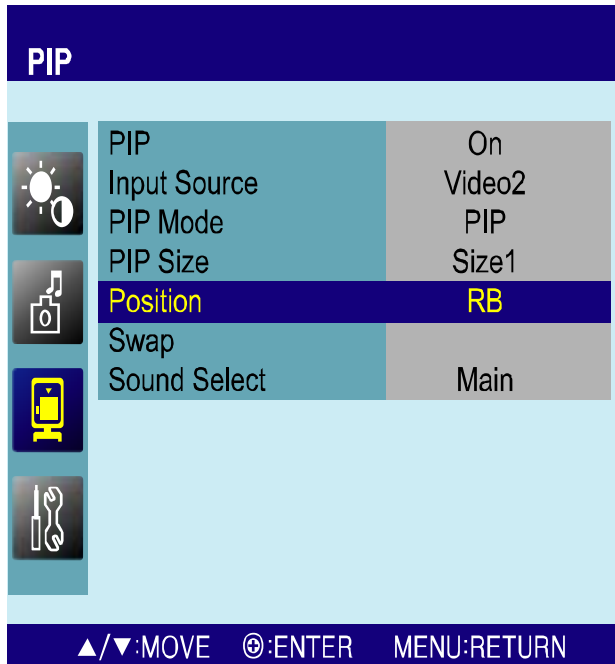 PIP
PIP On
Input Source Video2
PIP Mode PIP
PIP Size Size1
Position RB
Swap
Sound Select Main
▲/▼:MOVE ⊕:ENTER MENU:RETURN